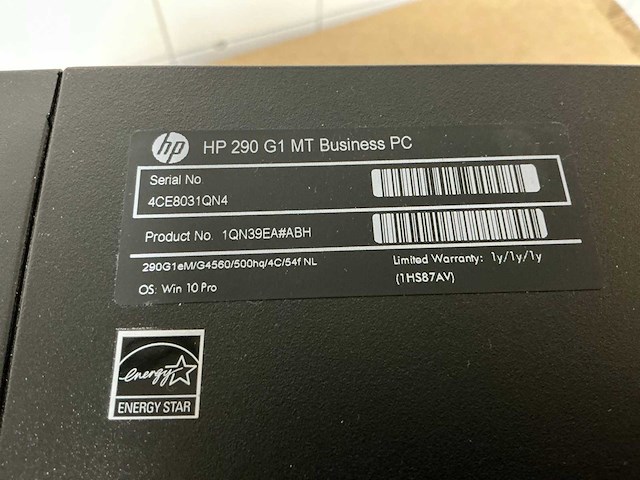 hp HP 290 G1 MT Business PC
Serial No
4CE8031QN4
Product No. 1QN39EA#ABH
290G1eM/G4560/500hq/4C/54f NL Limited Warranty: 1y/1y/1y
(1HS87AV)
OS: Win 10 Pro
energy
ENERGY STAR